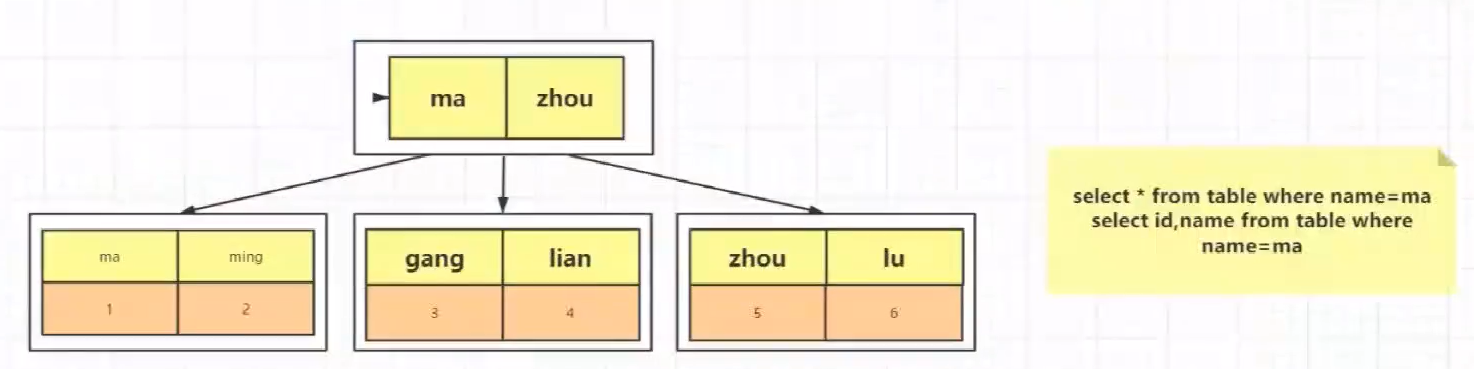 ma zhou
ma ming
1 2
gang lian
3 4
zhou lu
5 6
select * from table where name=ma
select id,name from table where
name=ma